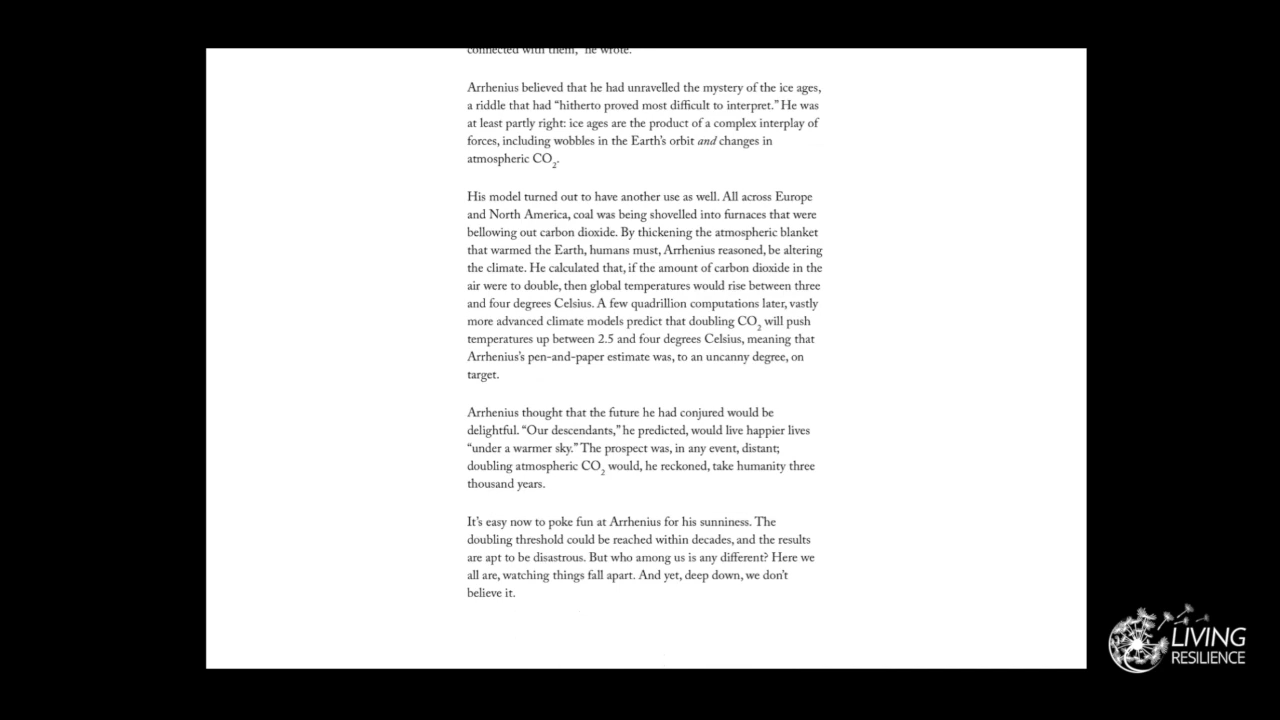 connected with them," he wrote.
Arrhenius believed that he had unravelled the mystery of the ice ages,
a riddle that had “hitherto proved most difficult to interpret.” He was
at least partly right: ice ages are the product of a complex interplay of
forces, including wobbles in the Earth’s orbit and changes in
atmospheric CO₂.
His model turned out to have another use as well. All across Europe
and North America, coal was being shovelled into furnaces that were
bellowing out carbon dioxide. By thickening the atmospheric blanket
that warmed the Earth, humans must, Arrhenius reasoned, be altering
the climate. He calculated that, if the amount of carbon dioxide in the
air were to double, then global temperatures would rise between three
and four degrees Celsius. A few quadrillion computations later, vastly
more advanced climate models predict that doubling CO₂ will push
temperatures up between 2.5 and four degrees Celsius, meaning that
Arrhenius’s pen-and-paper estimate was, to an uncanny degree, on
target.
Arrhenius thought that the future he had conjured would be
delightful. “Our descendants,” he predicted, would live happier lives
“under a warmer sky.” The prospect was, in any event, distant;
doubling atmospheric CO₂ would, he reckoned, take humanity three
thousand years.
It’s easy now to poke fun at Arrhenius for his sunniness. The
doubling threshold could be reached within decades, and the results
are apt to be disastrous. But who among us is any different? Here we
all are, watching things fall apart. And yet, deep down, we don’t
believe it.
LIVING
RESILIENCE